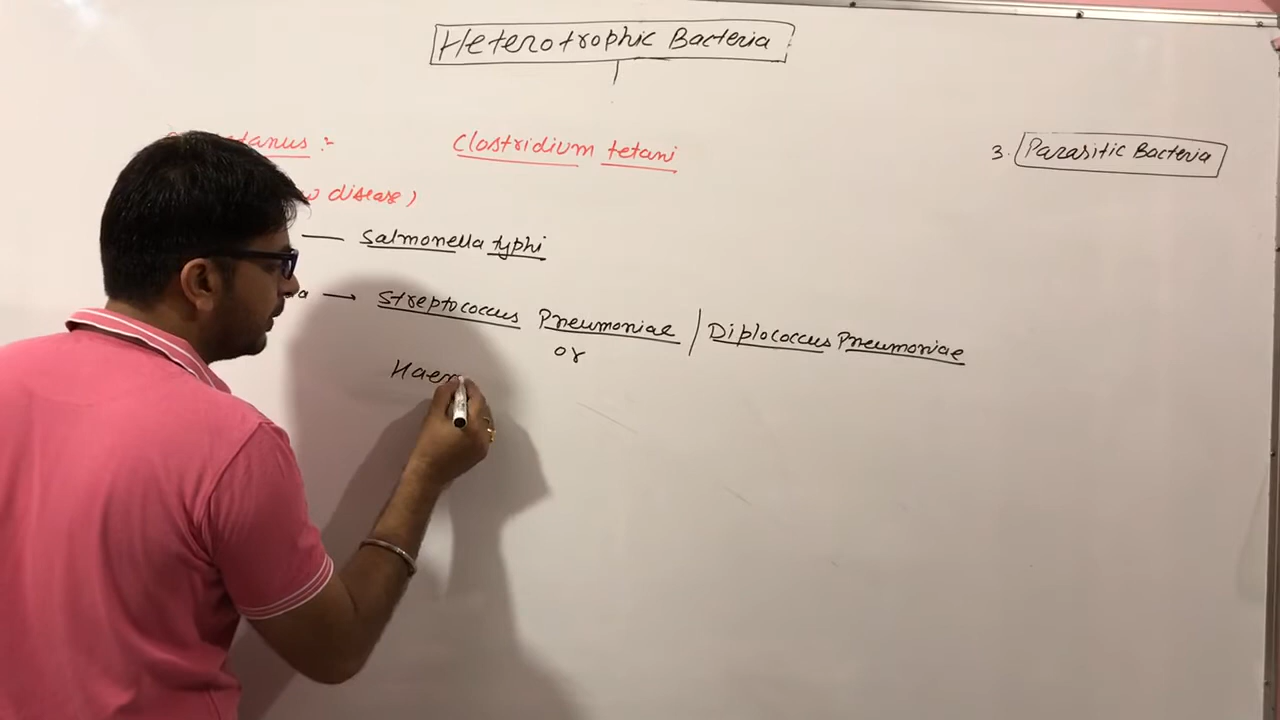 Heterotrophic Bacteria
tanus :- Clostridium tetani
3. Parasitic Bacteria
disease)
— Salmonella typhi
→ Streptococcus Pneumoniae / Diplococcus Pneumoniae
or
Haem